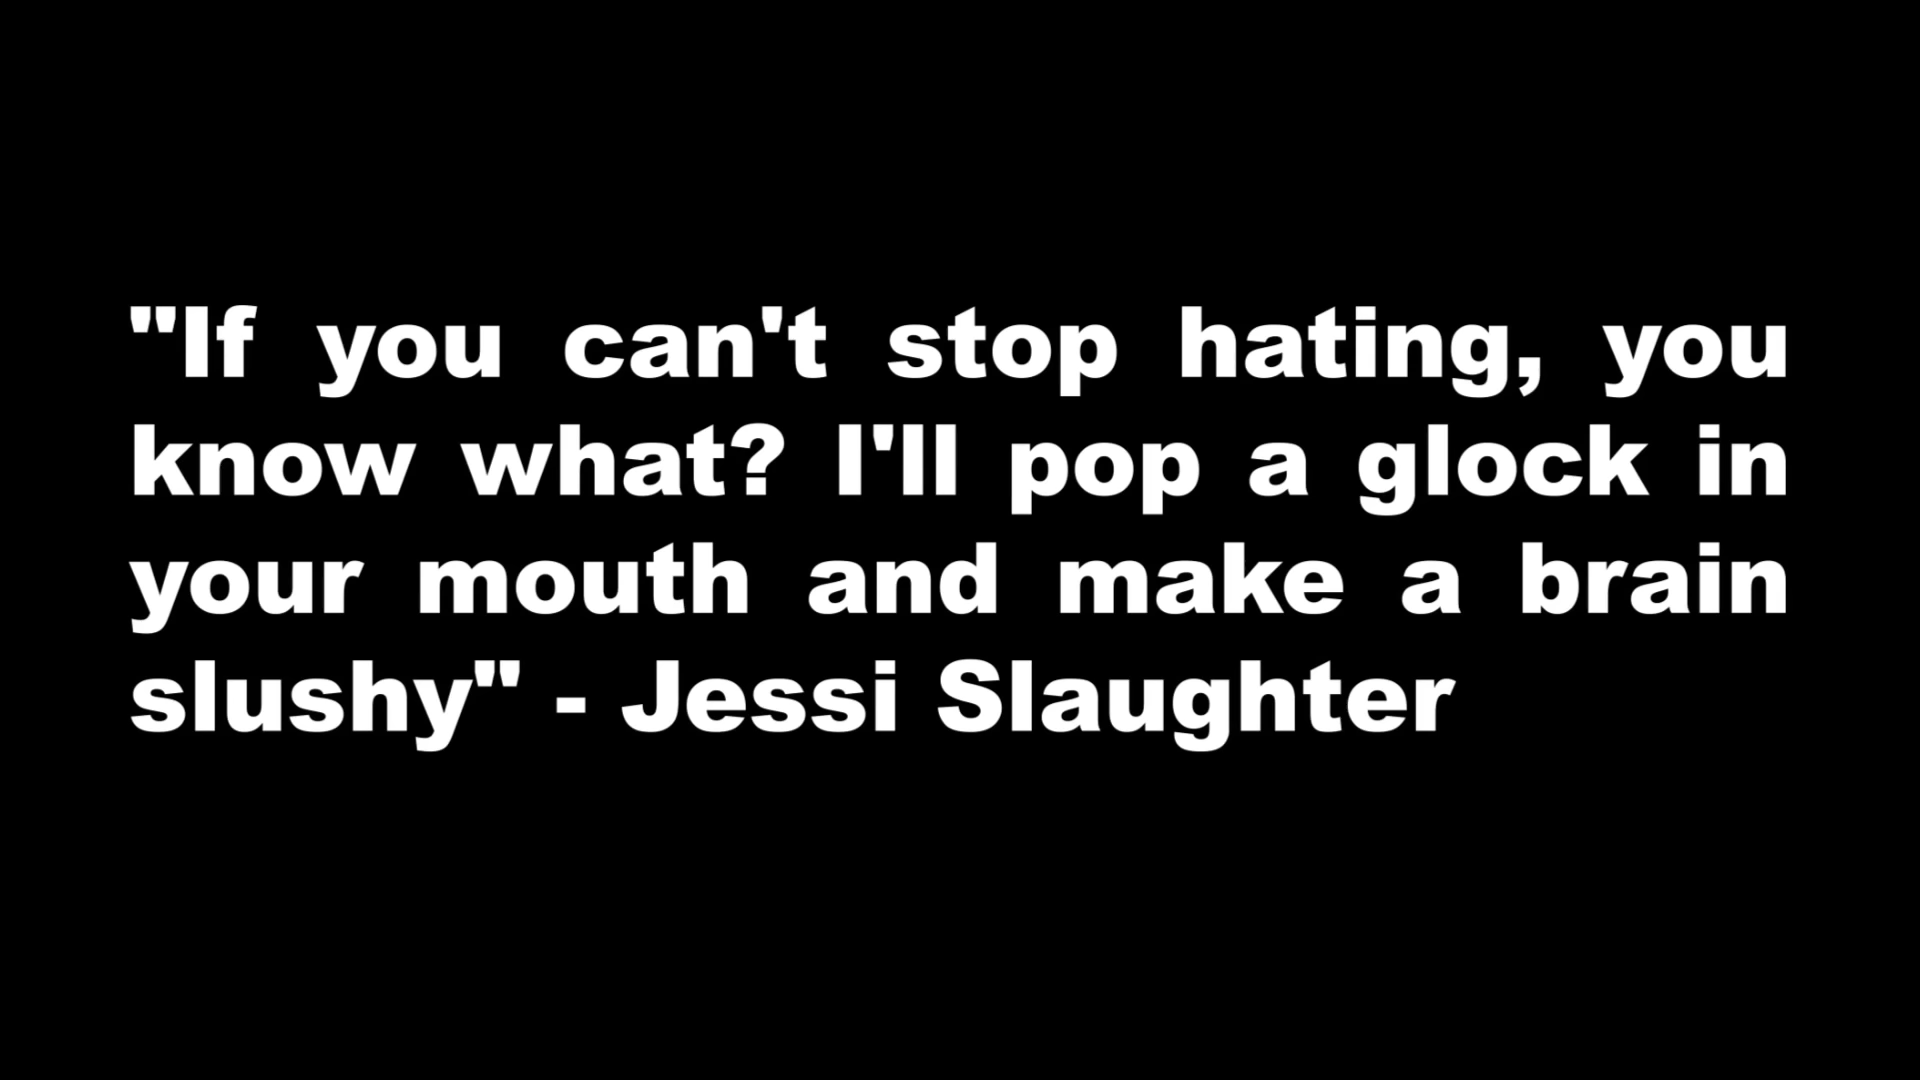 "If you can't stop hating, you
know what? I'll pop a glock in
your mouth and make a brain
slushy" - Jessi Slaughter